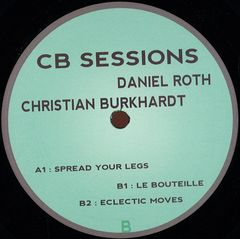 CB SESSIONS
DANIEL ROTH
CHRISTIAN BURKHARDT
A1 : SPREAD YOUR LEGS
B1 : LE BOUTEILLE
B2 : ECLECTIC MOVES
B